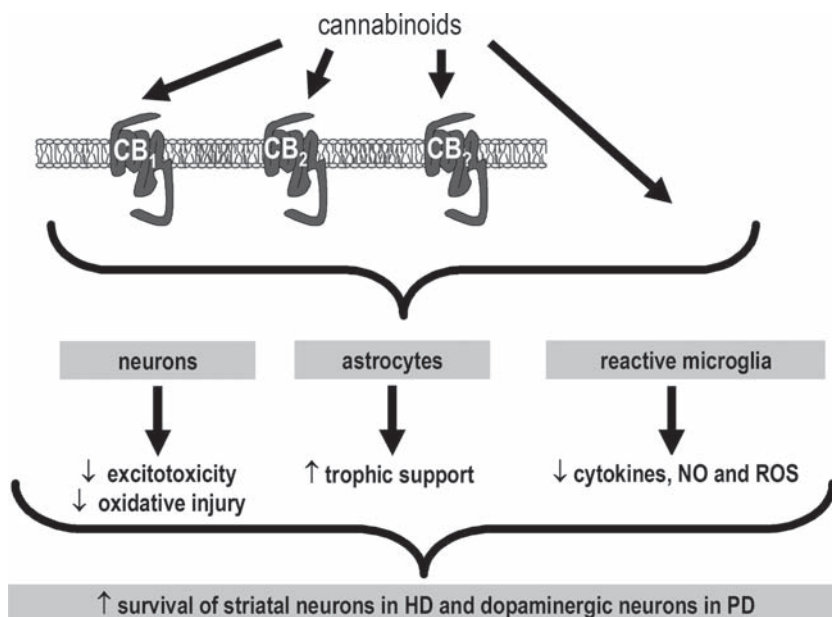 cannabinoids
CB₁ CB₂ CB?
neurons astrocytes reactive microglia
↓ excitotoxicity ↑ trophic support ↓ cytokines, NO and ROS
↓ oxidative injury
↑ survival of striatal neurons in HD and dopaminergic neurons in PD